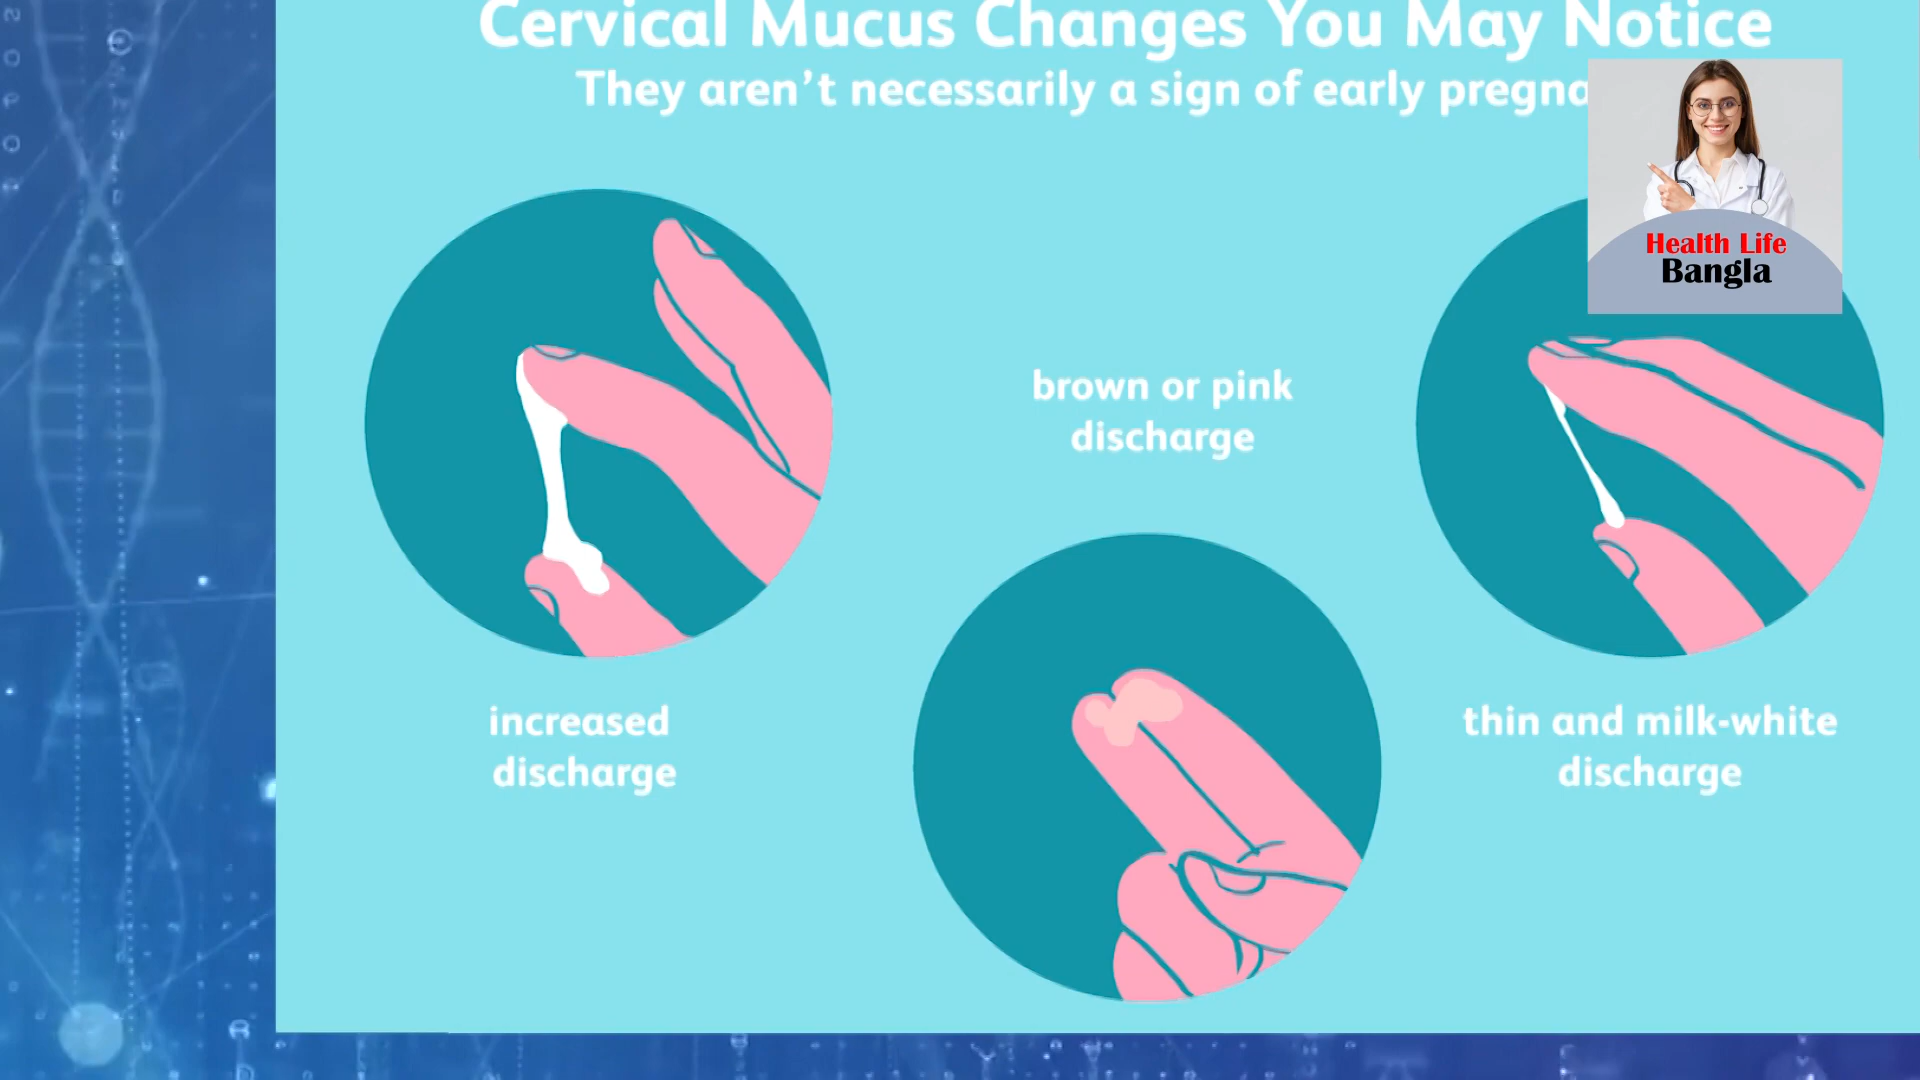 Cervical Mucus Changes You May Notice
They aren't necessarily a sign of early
Health Life
Bangla
brown or pink
discharge
increased
discharge
thin and milk-white
discharge